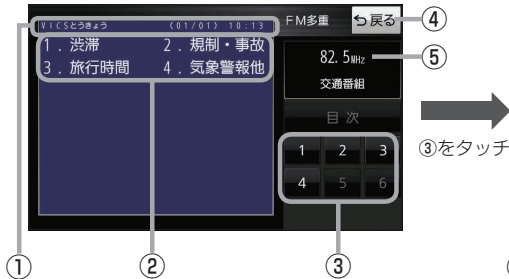 VICSとうきょう (01/01) 10:13
FM多重
戻る
④
①
1．渋滞 2．規制・事故
3．旅行時間 4．気象警報他
82.5MHz
⑤
交通番組
目次
1 2 3
③をタッチ
4 5 6
① ② ③